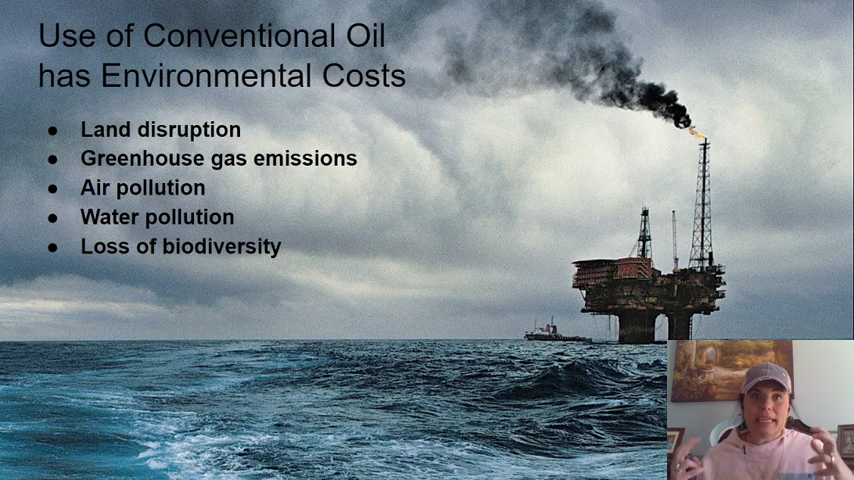 Use of Conventional Oil
has Environmental Costs
● Land disruption
● Greenhouse gas emissions
● Air pollution
● Water pollution
● Loss of biodiversity